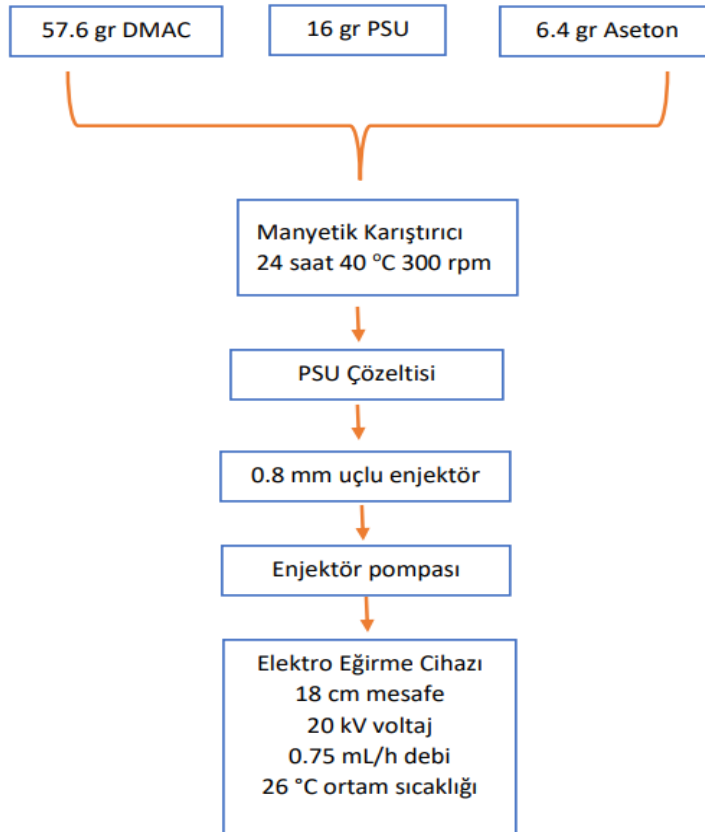 57.6 gr DMAC
16 gr PSU
6.4 gr Aseton
Manyetik Karıştırıcı
24 saat 40 °C 300 rpm
PSU Çözeltisi
0.8 mm uçlu enjektör
Enjektör pompası
Elektro Eğirme Cihazı
18 cm mesafe
20 kV voltaj
0.75 mL/h debi
26 °C ortam sıcaklığı